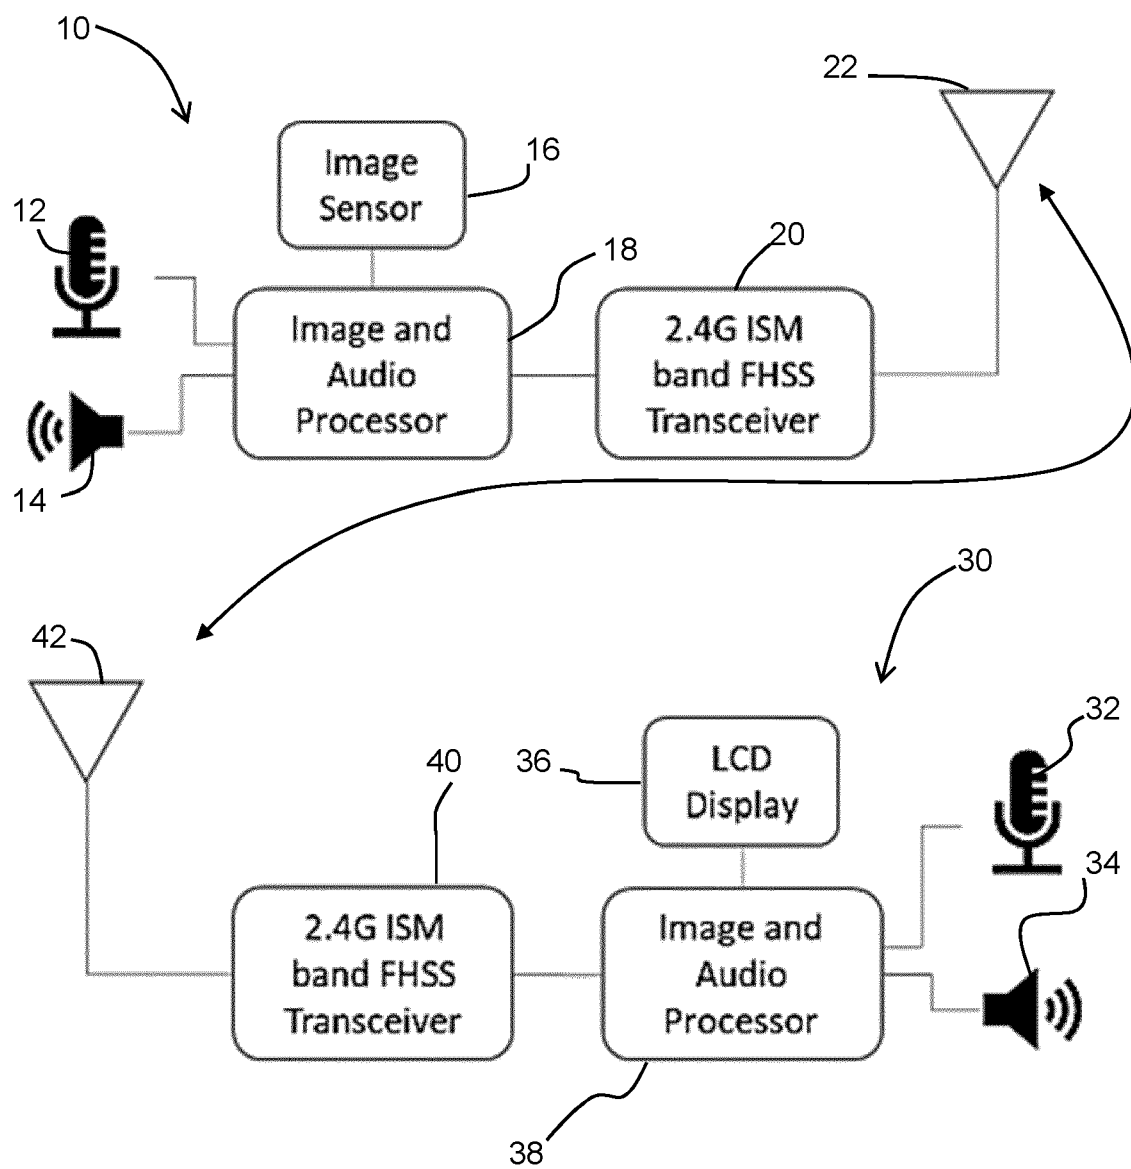 10
22
Image
Sensor
16
12
18
20
Image and
Audio
Processor
2.4G ISM
band FHSS
Transceiver
14
30
42
32
40
36
LCD
Display
34
2.4G ISM
band FHSS
Transceiver
Image and
Audio
Processor
38